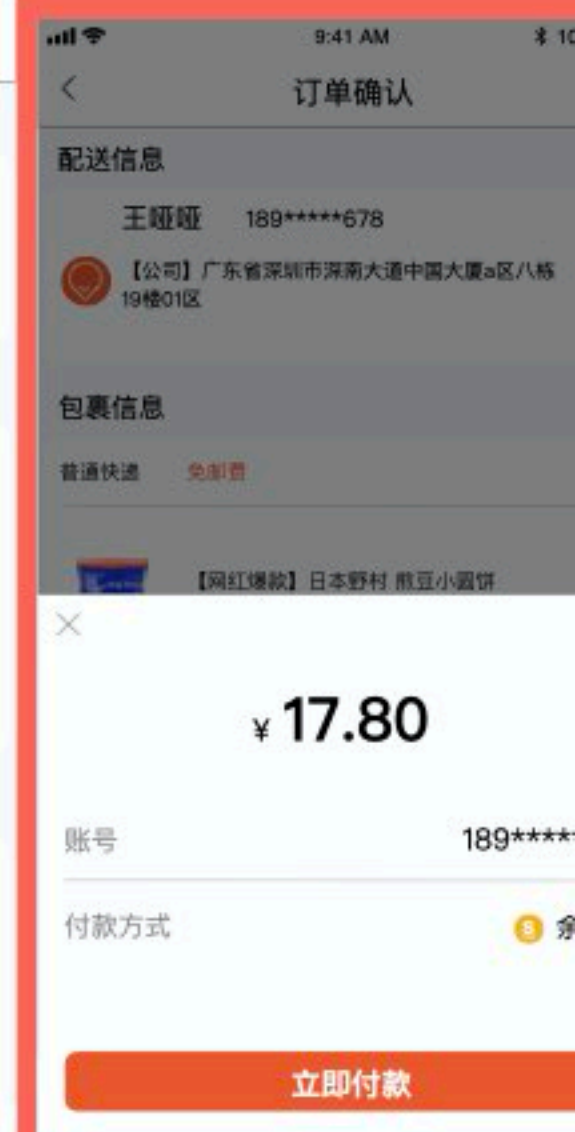 9:41 AM
10
订单确认
配送信息
王哑哑 189*****678
【公司】广东省深圳市深南大道中国大厦a区八栋
19楼01区
包裹信息
普通快递 免邮费
【网红爆款】日本野村 煎豆小圆饼
¥ 17.80
账号 189****
付款方式 S 余
立即付款